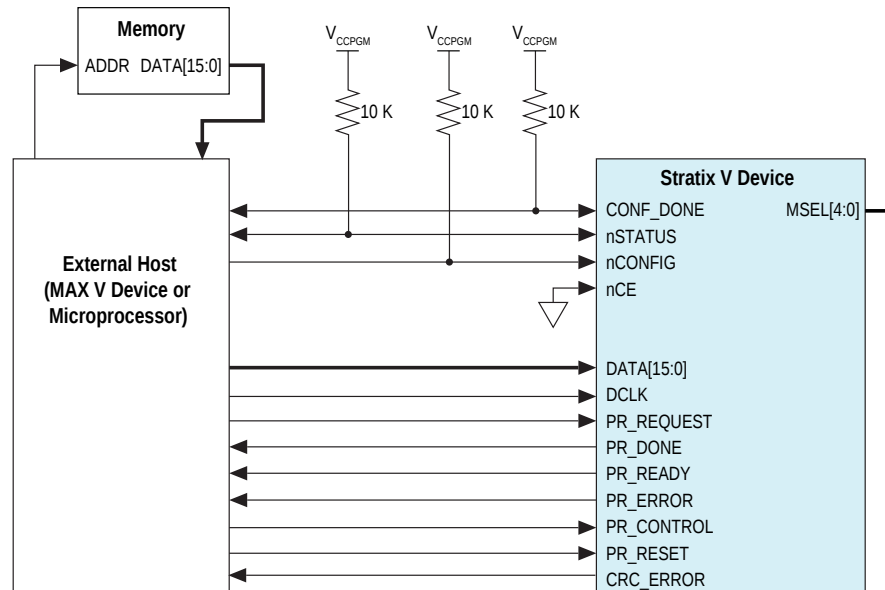 Memory
ADDR DATA[15:0]
VCCPGM VCCPGM VCCPGM
10 K 10 K 10 K
Stratix V Device
CONF_DONE MSEL[4:0]
nSTATUS
nCONFIG
nCE
External Host
(MAX V Device or
Microprocessor)
DATA[15:0]
DCLK
PR_REQUEST
PR_DONE
PR_READY
PR_ERROR
PR_CONTROL
PR_RESET
CRC_ERROR